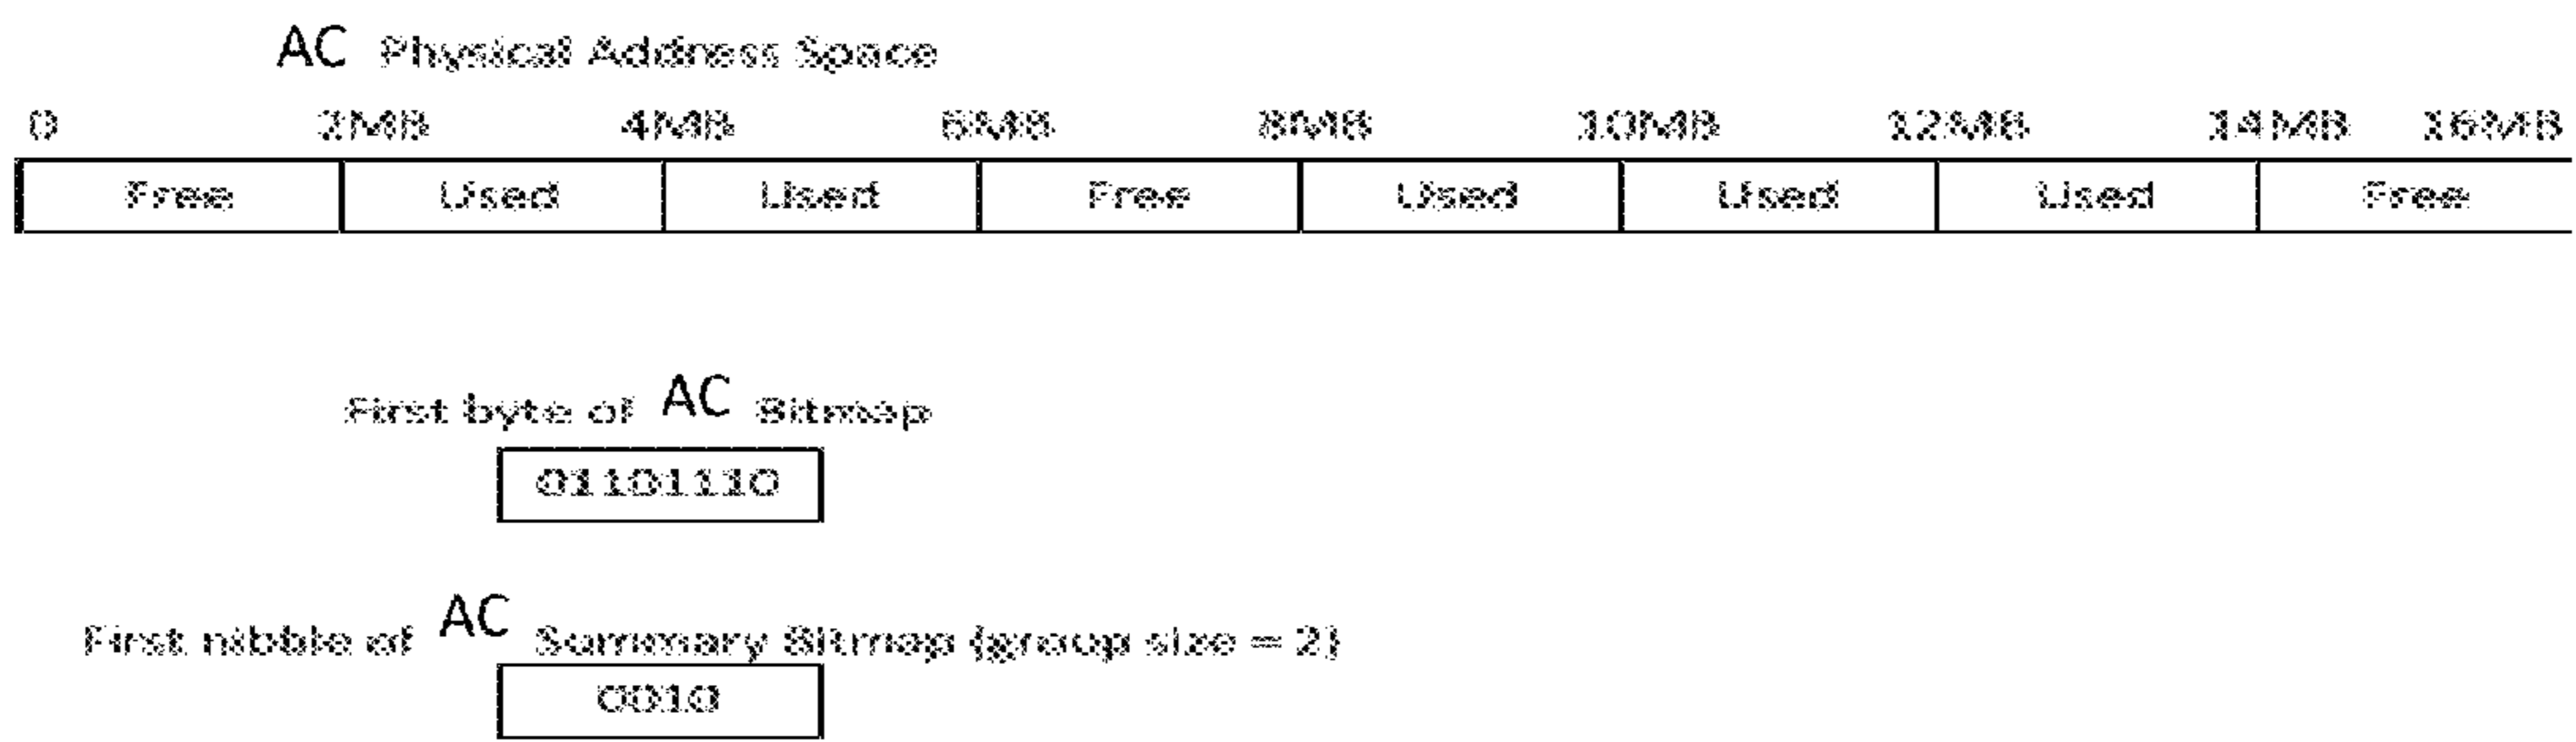 AC Physical Address Space
0 2MB 4MB 6MB 8MB 10MB 12MB 14MB 16MB
Free Used Used Free Used Used Used Free
First byte of AC Bitmap
01101110
First nibble of AC Summary Bitmap (group size = 2)
0010